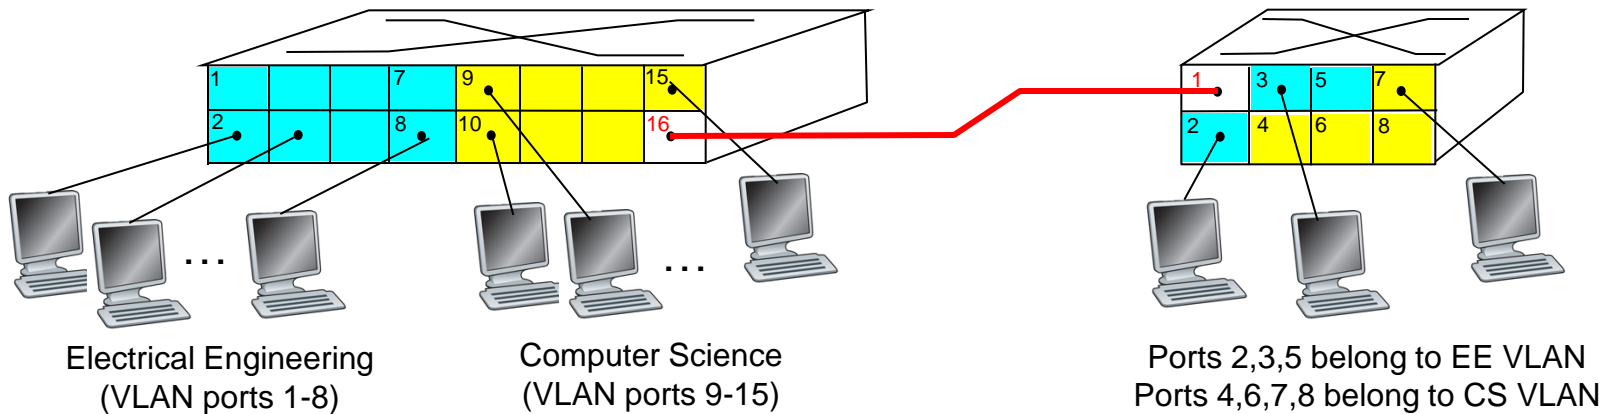 1 7 9 15
2 8 10 16
1 3 5 7
2 4 6 8
... ...
Electrical Engineering
(VLAN ports 1-8)
Computer Science
(VLAN ports 9-15)
Ports 2,3,5 belong to EE VLAN
Ports 4,6,7,8 belong to CS VLAN